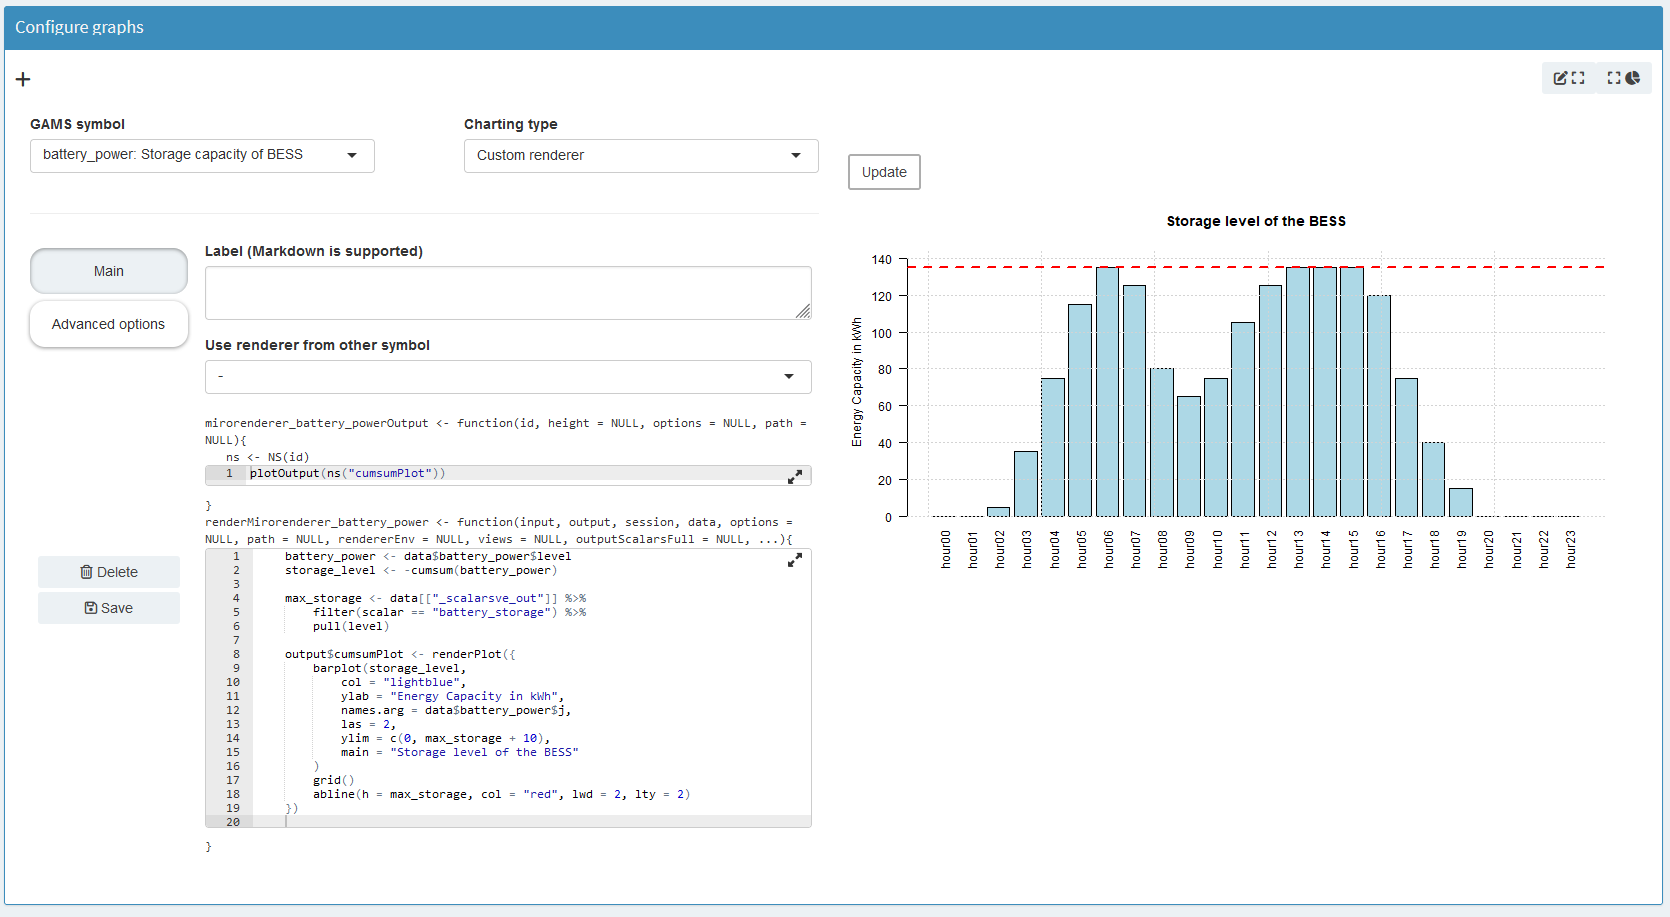 Configure graphs
GAMS symbol
battery_power: Storage capacity of BESS
Charting type
Custom renderer
Update
Main
Advanced options
Label (Markdown is supported)
Use renderer from other symbol
-
mirorenderer_battery_powerOutput <- function(id, height = NULL, options = NULL, path =
NULL){
   ns <- NS(id)
1 plotOutput(ns("cumsumPlot"))
}
renderMirorenderer_battery_power <- function(input, output, session, data, options =
NULL, path = NULL, rendererEnv = NULL, views = NULL, outputScalarsFull = NULL, ...){
1     battery_power <- data$battery_power$level
2     storage_level <- -cumsum(battery_power)
3
4     max_storage <- data[["_scalarsve_out"]] %>%
5         filter(scalar == "battery_storage") %>%
6         pull(level)
7
8     output$cumsumPlot <- renderPlot({
9         barplot(storage_level,
10             col = "lightblue",
11             ylab = "Energy Capacity in kWh",
12             names.arg = data$battery_power$j,
13             las = 2,
14             ylim = c(0, max_storage + 10),
15             main = "Storage level of the BESS"
16         )
17         grid()
18         abline(h = max_storage, col = "red", lwd = 2, lty = 2)
19     })
20
}
Delete
Save
Storage level of the BESS
Energy Capacity in kWh
140
120
100
80
60
40
20
0
hour00
hour01
hour02
hour03
hour04
hour05
hour06
hour07
hour08
hour09
hour10
hour11
hour12
hour13
hour14
hour15
hour16
hour17
hour18
hour19
hour20
hour21
hour22
hour23